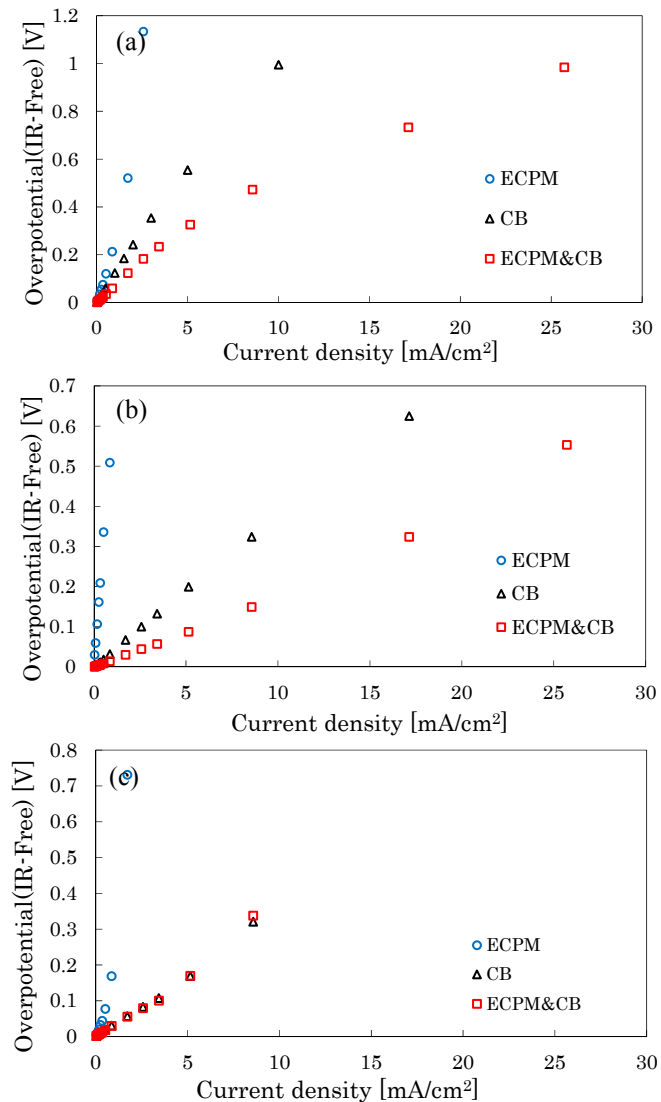 (a)
Overpotential(IR-Free) [V]
1.2
1
0.8
0.6
0.4
0.2
0
ECPM
CB
ECPM&CB
0 5 10 15 20 25 30
Current density [mA/cm²]
(b)
Overpotential(IR-Free) [V]
0.7
0.6
0.5
0.4
0.3
0.2
0.1
0
ECPM
CB
ECPM&CB
0 5 10 15 20 25 30
Current density [mA/cm²]
(c)
Overpotential(IR-Free) [V]
0.8
0.7
0.6
0.5
0.4
0.3
0.2
0.1
0
ECPM
CB
ECPM&CB
0 5 10 15 20 25 30
Current density [mA/cm²]